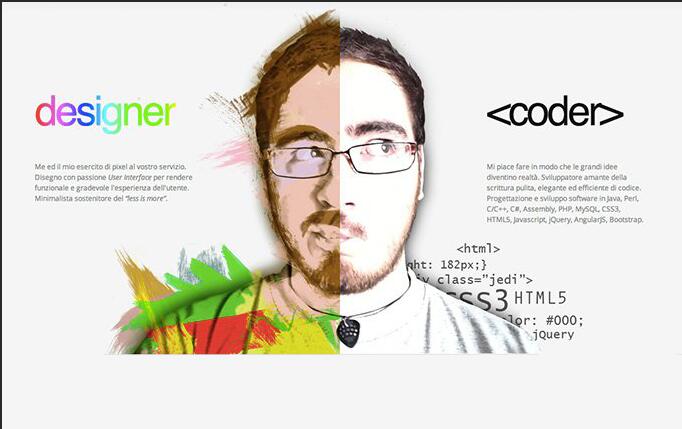 designer
Me ed il mio esercito di pixel al vostro servizio.
Disegno con passione User Interface per rendere
funzionale e gradevole l'esperienza dell'utente.
Minimalista sostenitore del "less is more".
<coder>
Mi piace fare in modo che le grandi idee
diventino realtà. Sviluppatore amante della
scrittura pulita, elegante ed efficiente di codice.
Progettazione e sviluppo software in Java, Perl,
C/C++, C#, Assembly, PHP, MySQL, CSS3,
HTML5, Javascript, jQuery, AngularJS, Bootstrap.
<html>
ght: 182px;}
iv class="jedi">
css3 HTML5
olor: #000;
jQuery